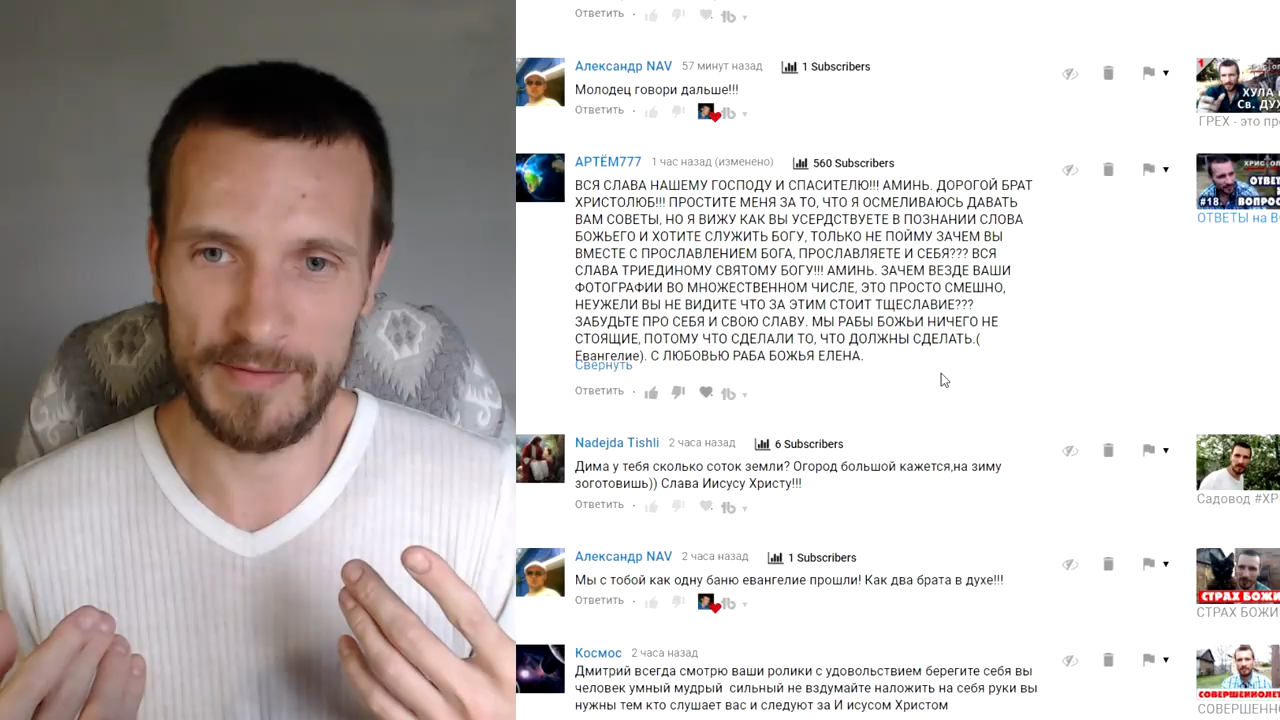 Ответить
Александр NAV 57 минут назад 1 Subscribers
Молодец говори дальше!!!
Ответить
ХУЛА
Св. ДУХ
ГРЕХ - это
АРТЁМ777 1 час назад (изменено) 560 Subscribers
ВСЯ СЛАВА НАШЕМУ ГОСПОДУ И СПАСИТЕЛЮ!!! АМИНЬ. ДОРОГОЙ БРАТ
ХРИСТОЛЮБ!!! ПРОСТИТЕ МЕНЯ ЗА ТО, ЧТО Я ОСМЕЛИВАЮСЬ ДАВАТЬ
ВАМ СОВЕТЫ, НО Я ВИЖУ КАК ВЫ УСЕРДСТВУЕТЕ В ПОЗНАНИИ СЛОВА
БОЖЬЕГО И ХОТИТЕ СЛУЖИТЬ БОГУ, ТОЛЬКО НЕ ПОЙМУ ЗАЧЕМ ВЫ
ВМЕСТЕ С ПРОСЛАВЛЕНИЕМ БОГА, ПРОСЛАВЛЯЕТЕ И СЕБЯ??? ВСЯ
СЛАВА ТРИЕДИНОМУ СВЯТОМУ БОГУ!!! АМИНЬ. ЗАЧЕМ ВЕЗДЕ ВАШИ
ФОТОГРАФИИ ВО МНОЖЕСТВЕННОМ ЧИСЛЕ, ЭТО ПРОСТО СМЕШНО,
НЕУЖЕЛИ ВЫ НЕ ВИДИТЕ ЧТО ЗА ЭТИМ СТОИТ ТЩЕСЛАВИЕ???
ЗАБУДЬТЕ ПРО СЕБЯ И СВОЮ СЛАВУ. МЫ РАБЫ БОЖЬИ НИЧЕГО НЕ
СТОЯЩИЕ, ПОТОМУ ЧТО СДЕЛАЛИ ТО, ЧТО ДОЛЖНЫ СДЕЛАТЬ.(
Евангелие). С ЛЮБОВЬЮ РАБА БОЖЬЯ ЕЛЕНА.
Свернуть
Ответить
#18
ОТВЕТЫ на
Nadejda Tishli 2 часа назад 6 Subscribers
Дима у тебя сколько соток земли? Огород большой кажется,на зиму
зоготовишь)) Слава Иисусу Христу!!!
Ответить
Садовод
Александр NAV 2 часа назад 1 Subscribers
Мы с тобой как одну баню евангелие прошли! Как два брата в духе!!!
Ответить
СТРАХ БОЖИ
СТРАХ БОЖИ
Космос 2 часа назад
Дмитрий всегда смотрю ваши ролики с удовольствием берегите себя вы
человек умный мудрый сильный не вздумайте наложить на себя руки вы
нужны тем кто слушает вас и следуют за И исусом Христом
СОВЕРШЕННОЛЕТ
СОВЕРШЕННО